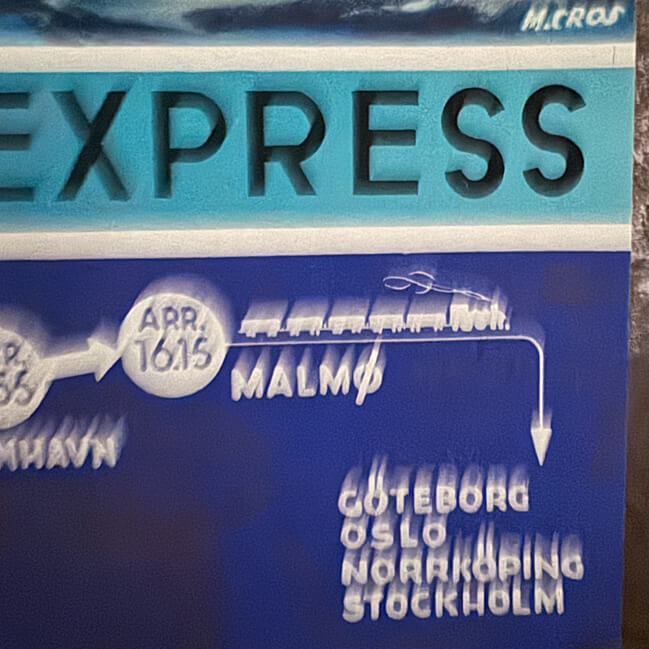 M.CROS
EXPRESS
ARR.
16.15
MALMØ
GÖTEBORG
OSLO
NORRKÖPING
STOCKHOLM